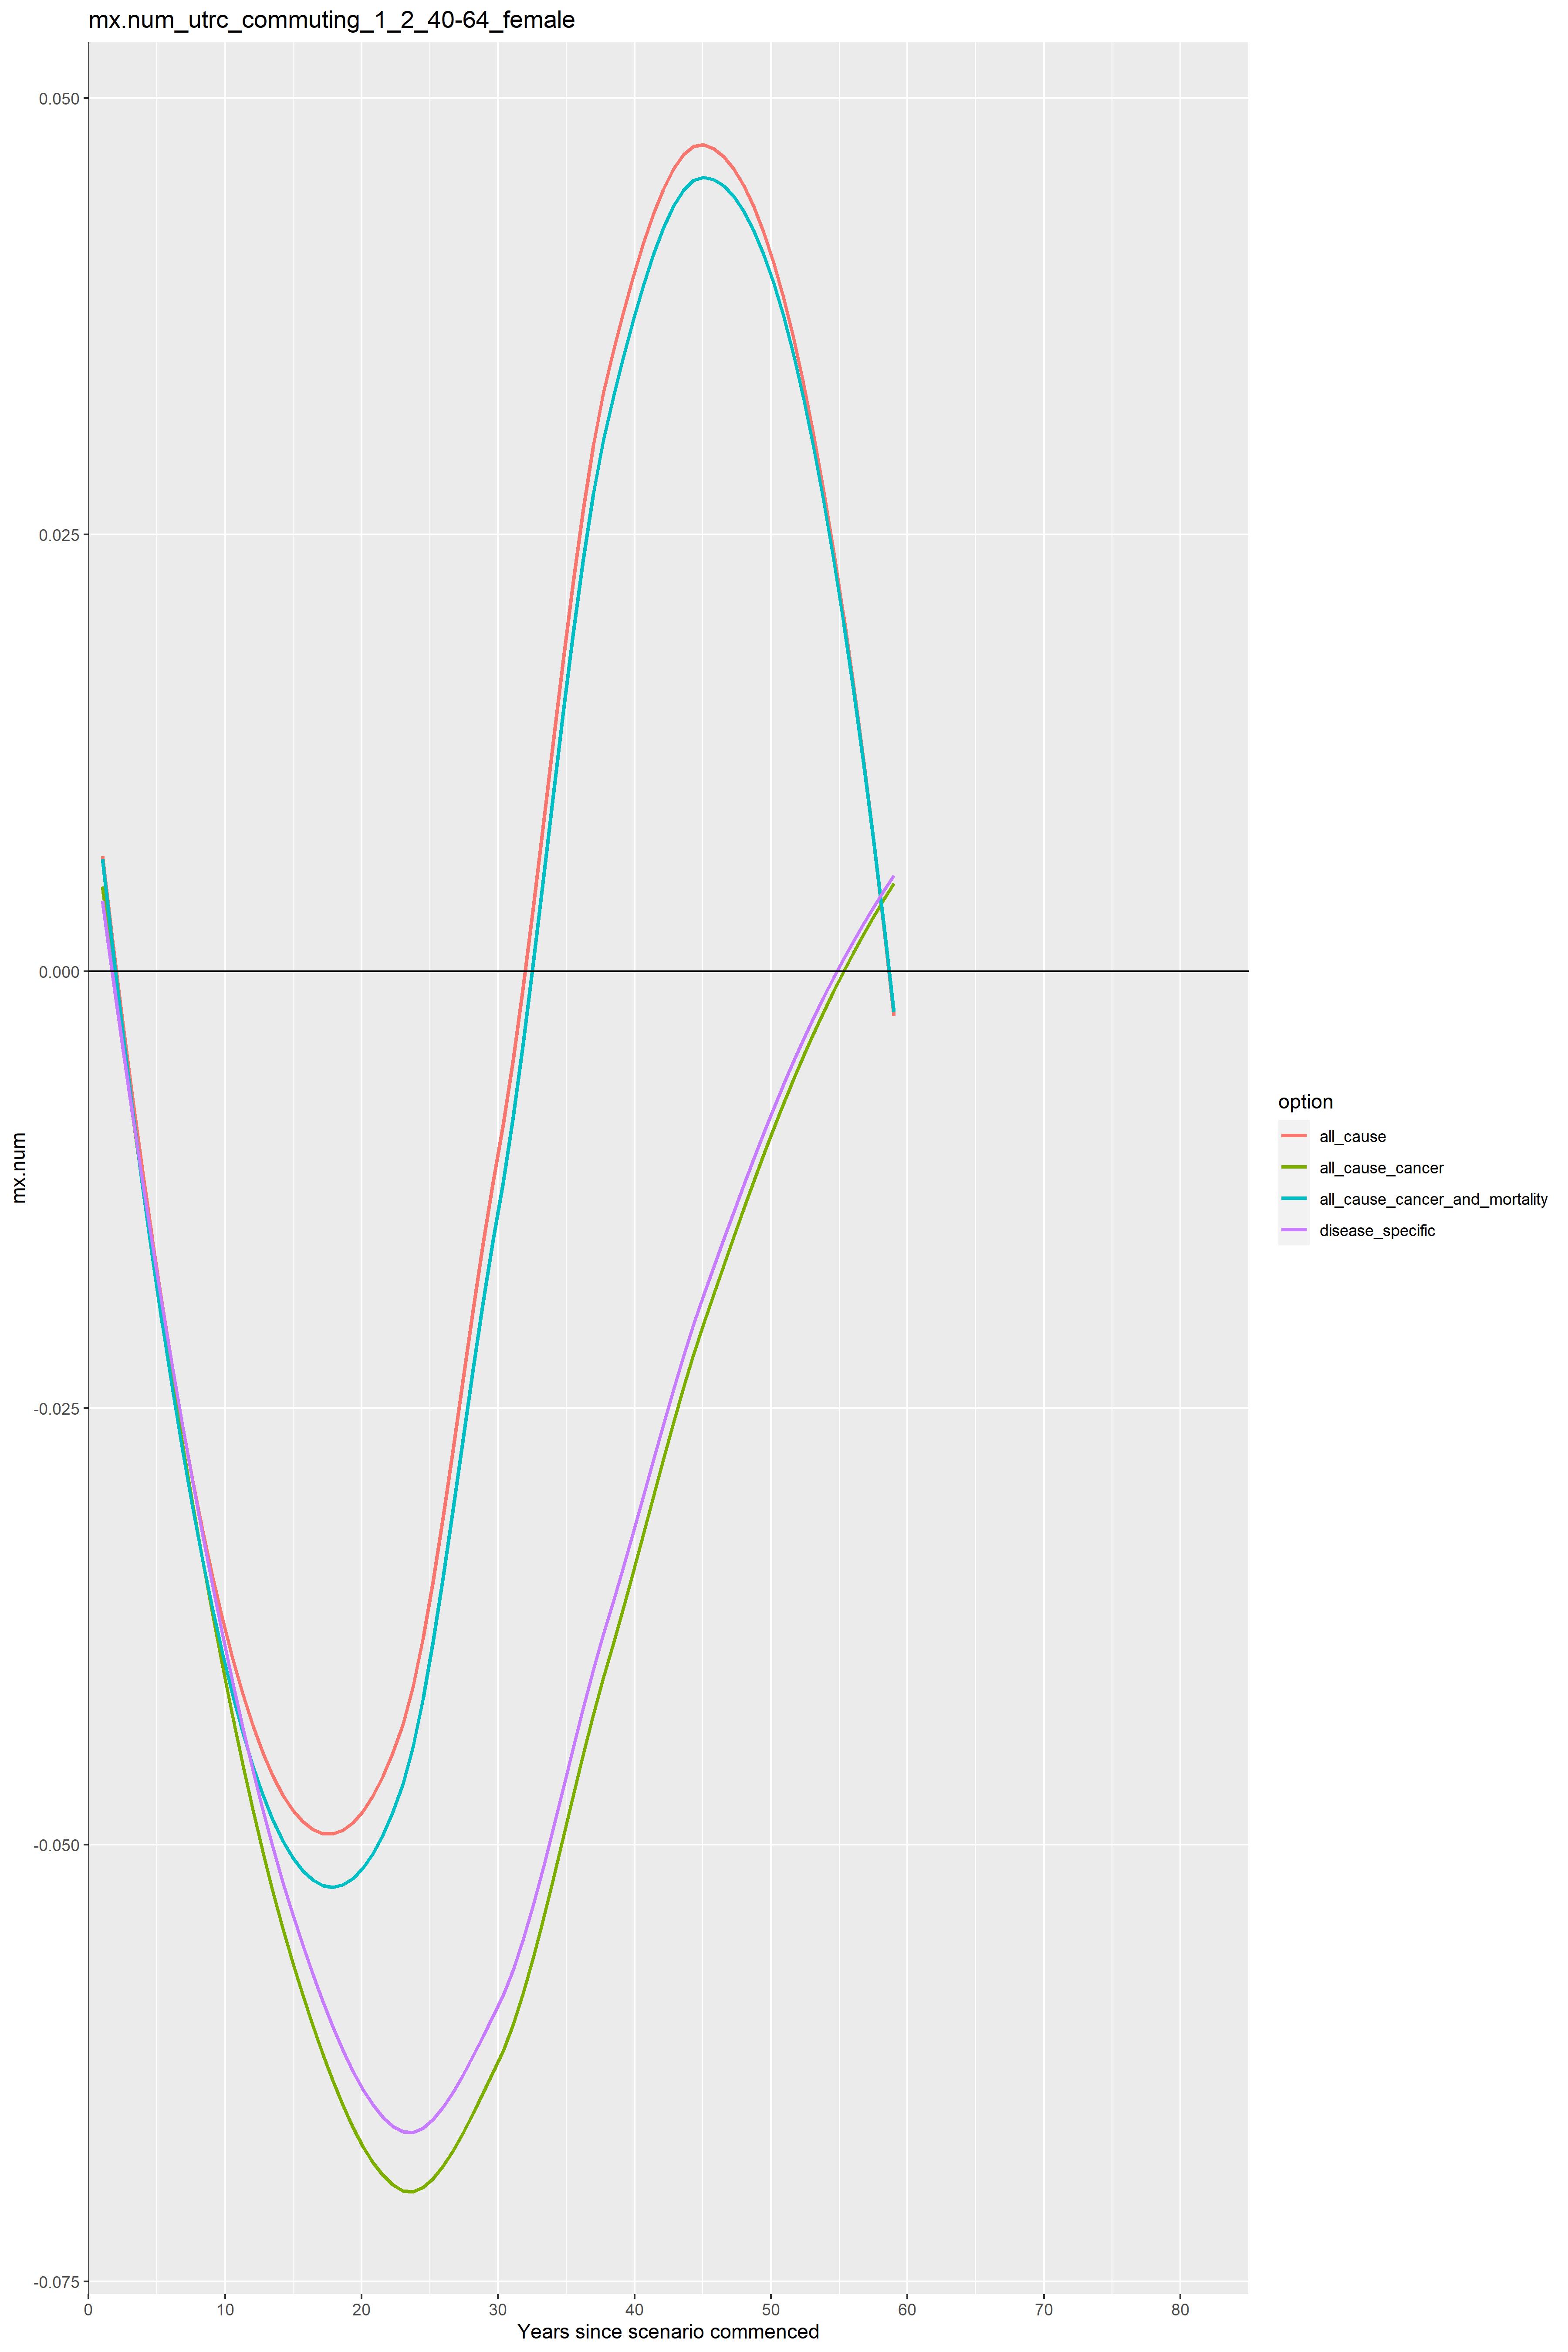 mx.num_utrc_commuting_1_2_40-64_female
0.050
0.025
0.000
-0.025
-0.050
-0.075
mx.num
0 10 20 30 40 50 60 70 80
Years since scenario commenced
option
all_cause
all_cause_cancer
all_cause_cancer_and_mortality
disease_specific